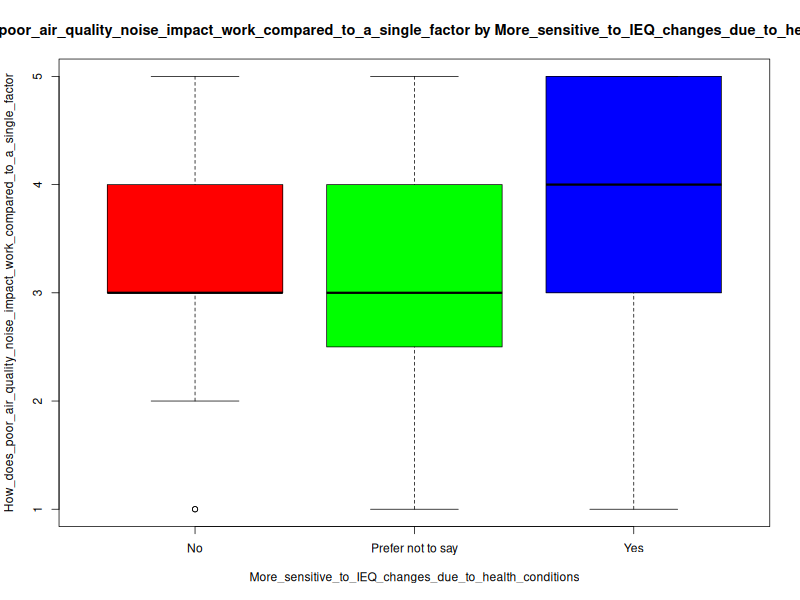 poor_air_quality_noise_impact_work_compared_to_a_single_factor by More_sensitive_to_IEQ_changes_due_to_he
How_does_poor_air_quality_noise_impact_work_compared_to_a_single_factor
5
4
3
2
1
No Prefer not to say Yes
More_sensitive_to_IEQ_changes_due_to_health_conditions